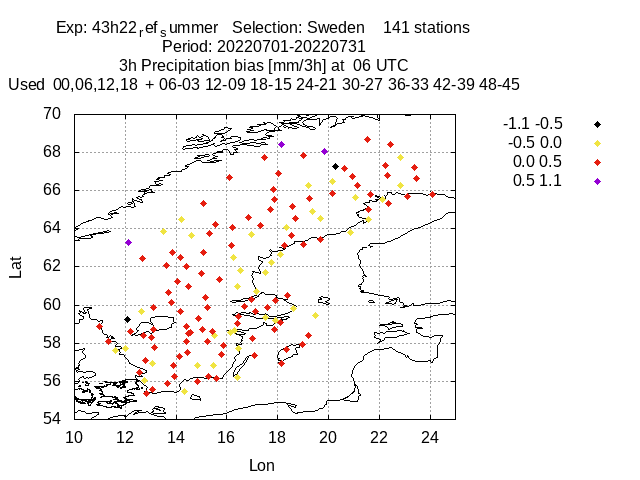 Exp: 43h22refsummer   Selection: Sweden    141 stations
Period: 20220701-20220731
3h Precipitation bias [mm/3h] at  06 UTC
Used  00,06,12,18  + 06-03 12-09 18-15 24-21 30-27 36-33 42-39 48-45
-1.1 -0.5
-0.5 0.0
0.0 0.5
0.5 1.1
70
68
66
64
62
60
58
56
54
Lat
10 12 14 16 18 20 22 24
Lon